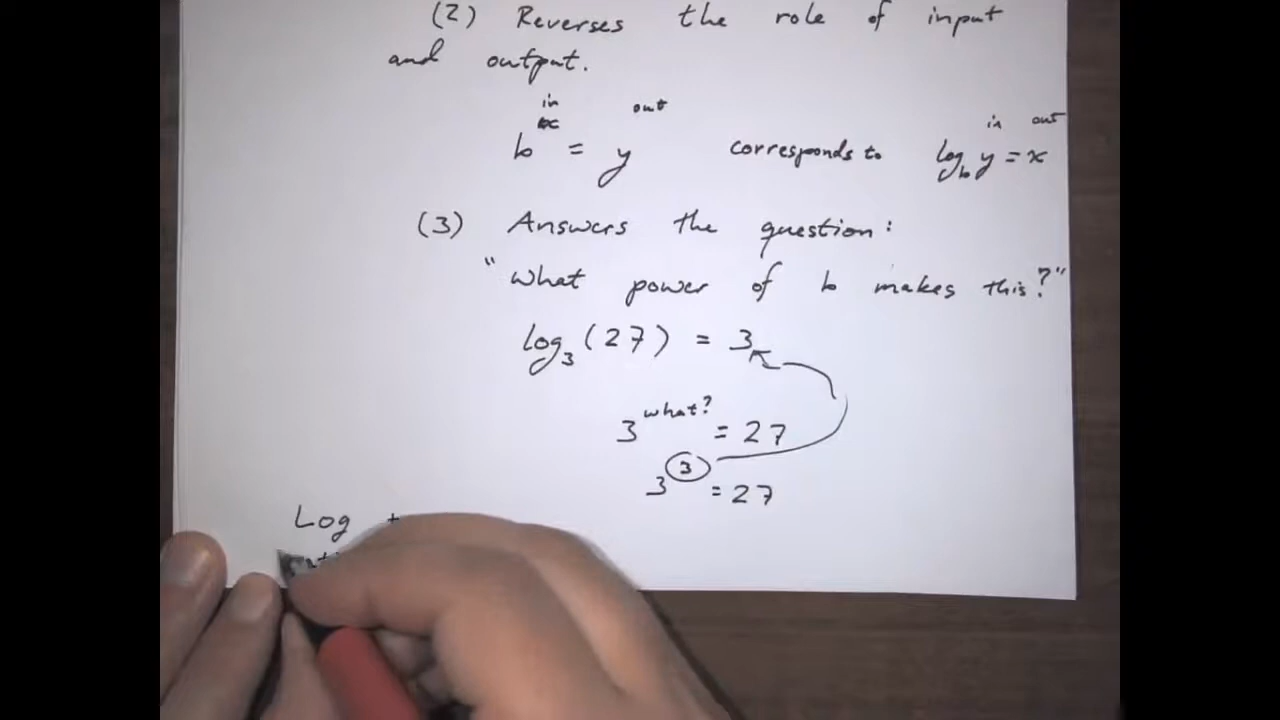 (2) Reverses the role of input
and output.
in out in out
b^x = y corresponds to log_b y = x
(3) Answers the question:
"What power of b makes this?"
log_3 (27) = 3
3^what? = 27
3^3 = 27
Log